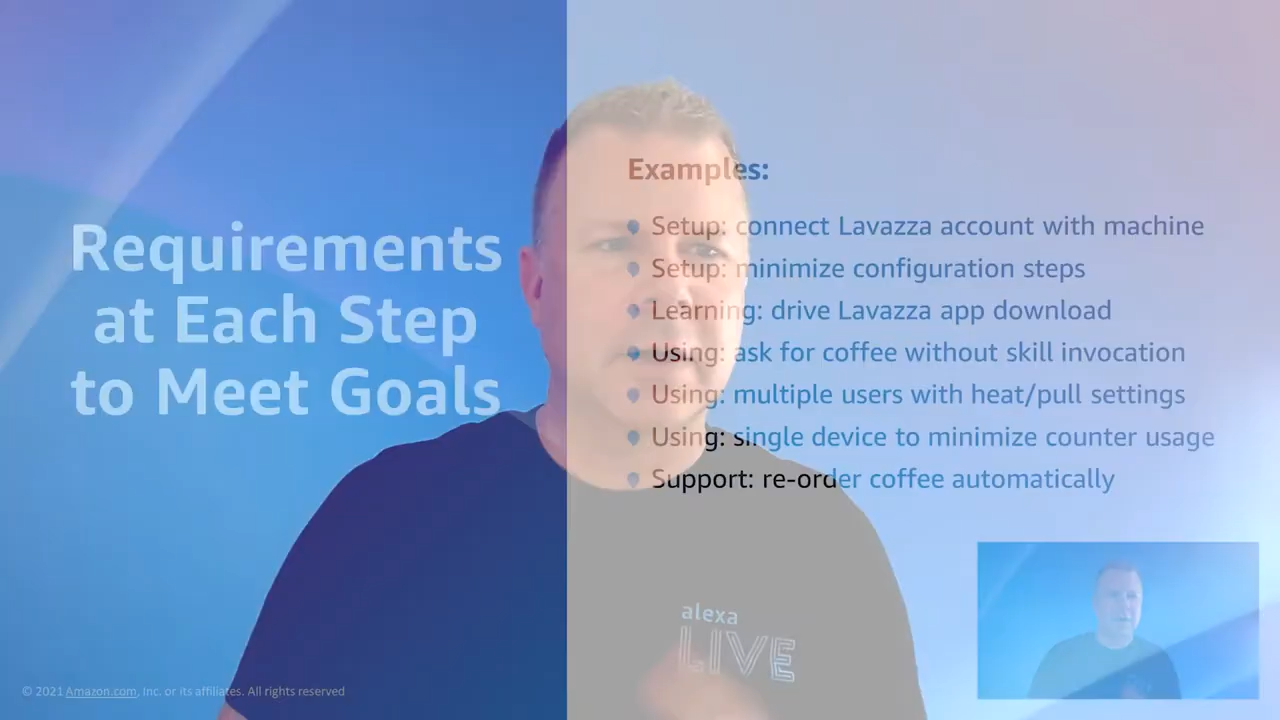 Requirements
at Each Step
to Meet Goals
Examples:
Setup: connect Lavazza account with machine
Setup: minimize configuration steps
Learning: drive Lavazza app download
Using: ask for coffee without skill invocation
Using: multiple users with heat/pull settings
Using: single device to minimize counter usage
Support: re-order coffee automatically
alexa
LIVE
© 2021 Amazon.com, Inc. or its affiliates. All rights reserved